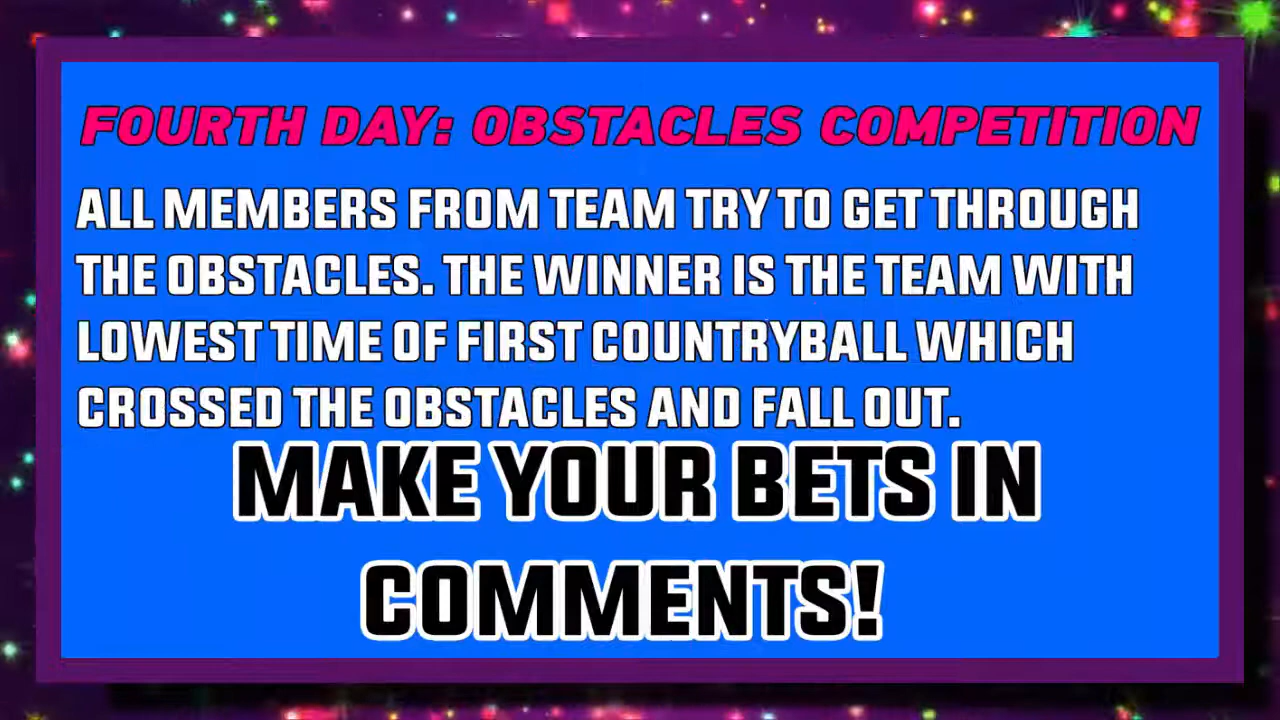 FOURTH DAY: OBSTACLES COMPETITION
ALL MEMBERS FROM TEAM TRY TO GET THROUGH
THE OBSTACLES. THE WINNER IS THE TEAM WITH
LOWEST TIME OF FIRST COUNTRYBALL WHICH
CROSSED THE OBSTACLES AND FALL OUT.
MAKE YOUR BETS IN
COMMENTS!